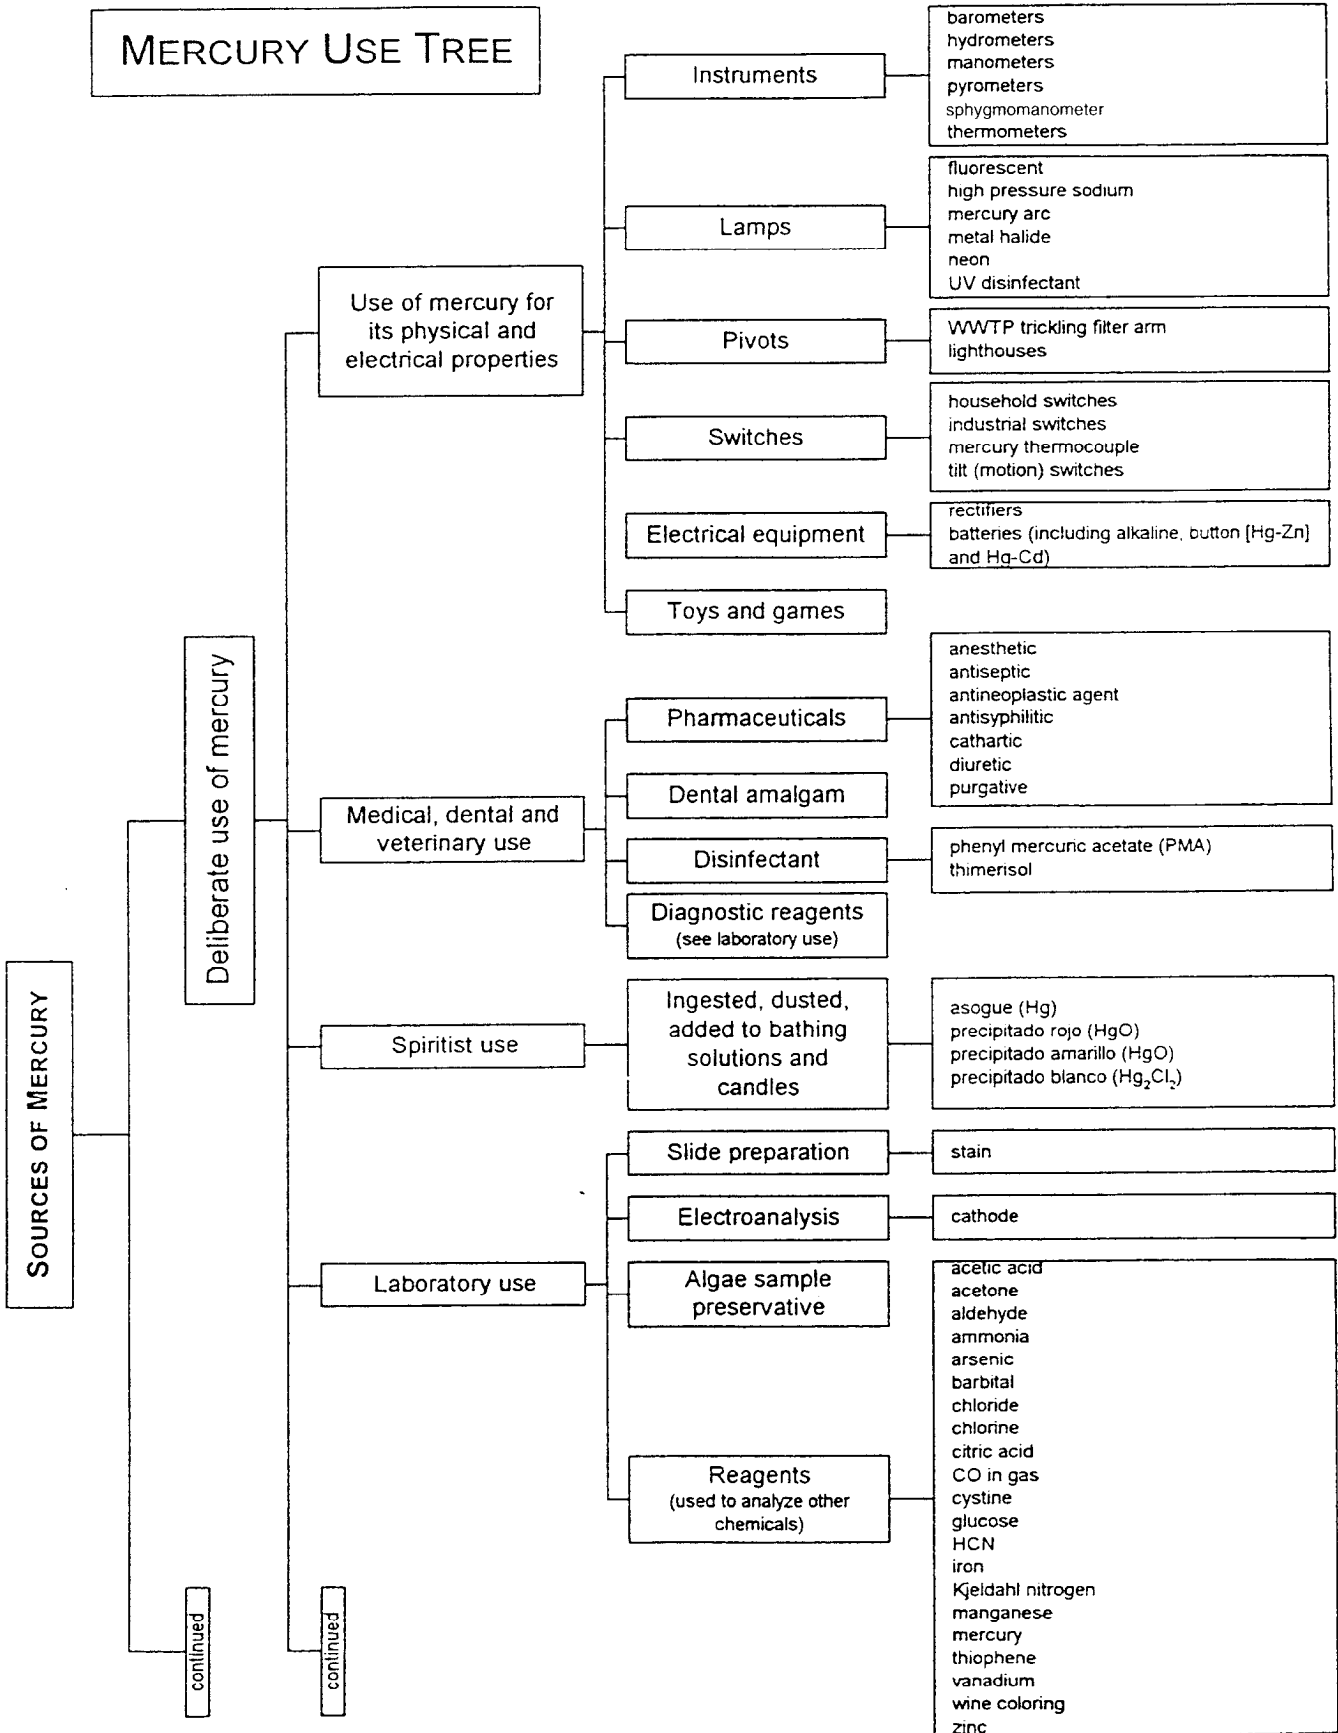 MERCURY USE TREE
SOURCES OF MERCURY
Deliberate use of mercury
continued
Use of mercury for
its physical and
electrical properties
Instruments
barometers
hydrometers
manometers
pyrometers
sphygmomanometer
thermometers
Lamps
fluorescent
high pressure sodium
mercury arc
metal halide
neon
UV disinfectant
Pivots
WWTP trickling filter arm
lighthouses
Switches
household switches
industrial switches
mercury thermocouple
tilt (motion) switches
Electrical equipment
rectifiers
batteries (including alkaline, button [Hg-Zn]
and Hg-Cd)
Toys and games
Medical, dental and
veterinary use
Pharmaceuticals
anesthetic
antiseptic
antineoplastic agent
antisyphilitic
cathartic
diuretic
purgative
Dental amalgam
Disinfectant
phenyl mercuric acetate (PMA)
thimerisol
Diagnostic reagents
(see laboratory use)
Spiritist use
Ingested, dusted,
added to bathing
solutions and
candles
asogue (Hg)
precipitado rojo (HgO)
precipitado amarillo (HgO)
precipitado blanco (Hg₂Cl₂)
Laboratory use
Slide preparation
stain
Electroanalysis
cathode
Algae sample
preservative
Reagents
(used to analyze other
chemicals)
acetic acid
acetone
aldehyde
ammonia
arsenic
barbital
chloride
chlorine
citric acid
CO in gas
cystine
glucose
HCN
iron
Kjeldahl nitrogen
manganese
mercury
thiophene
vanadium
wine coloring
zinc
continued